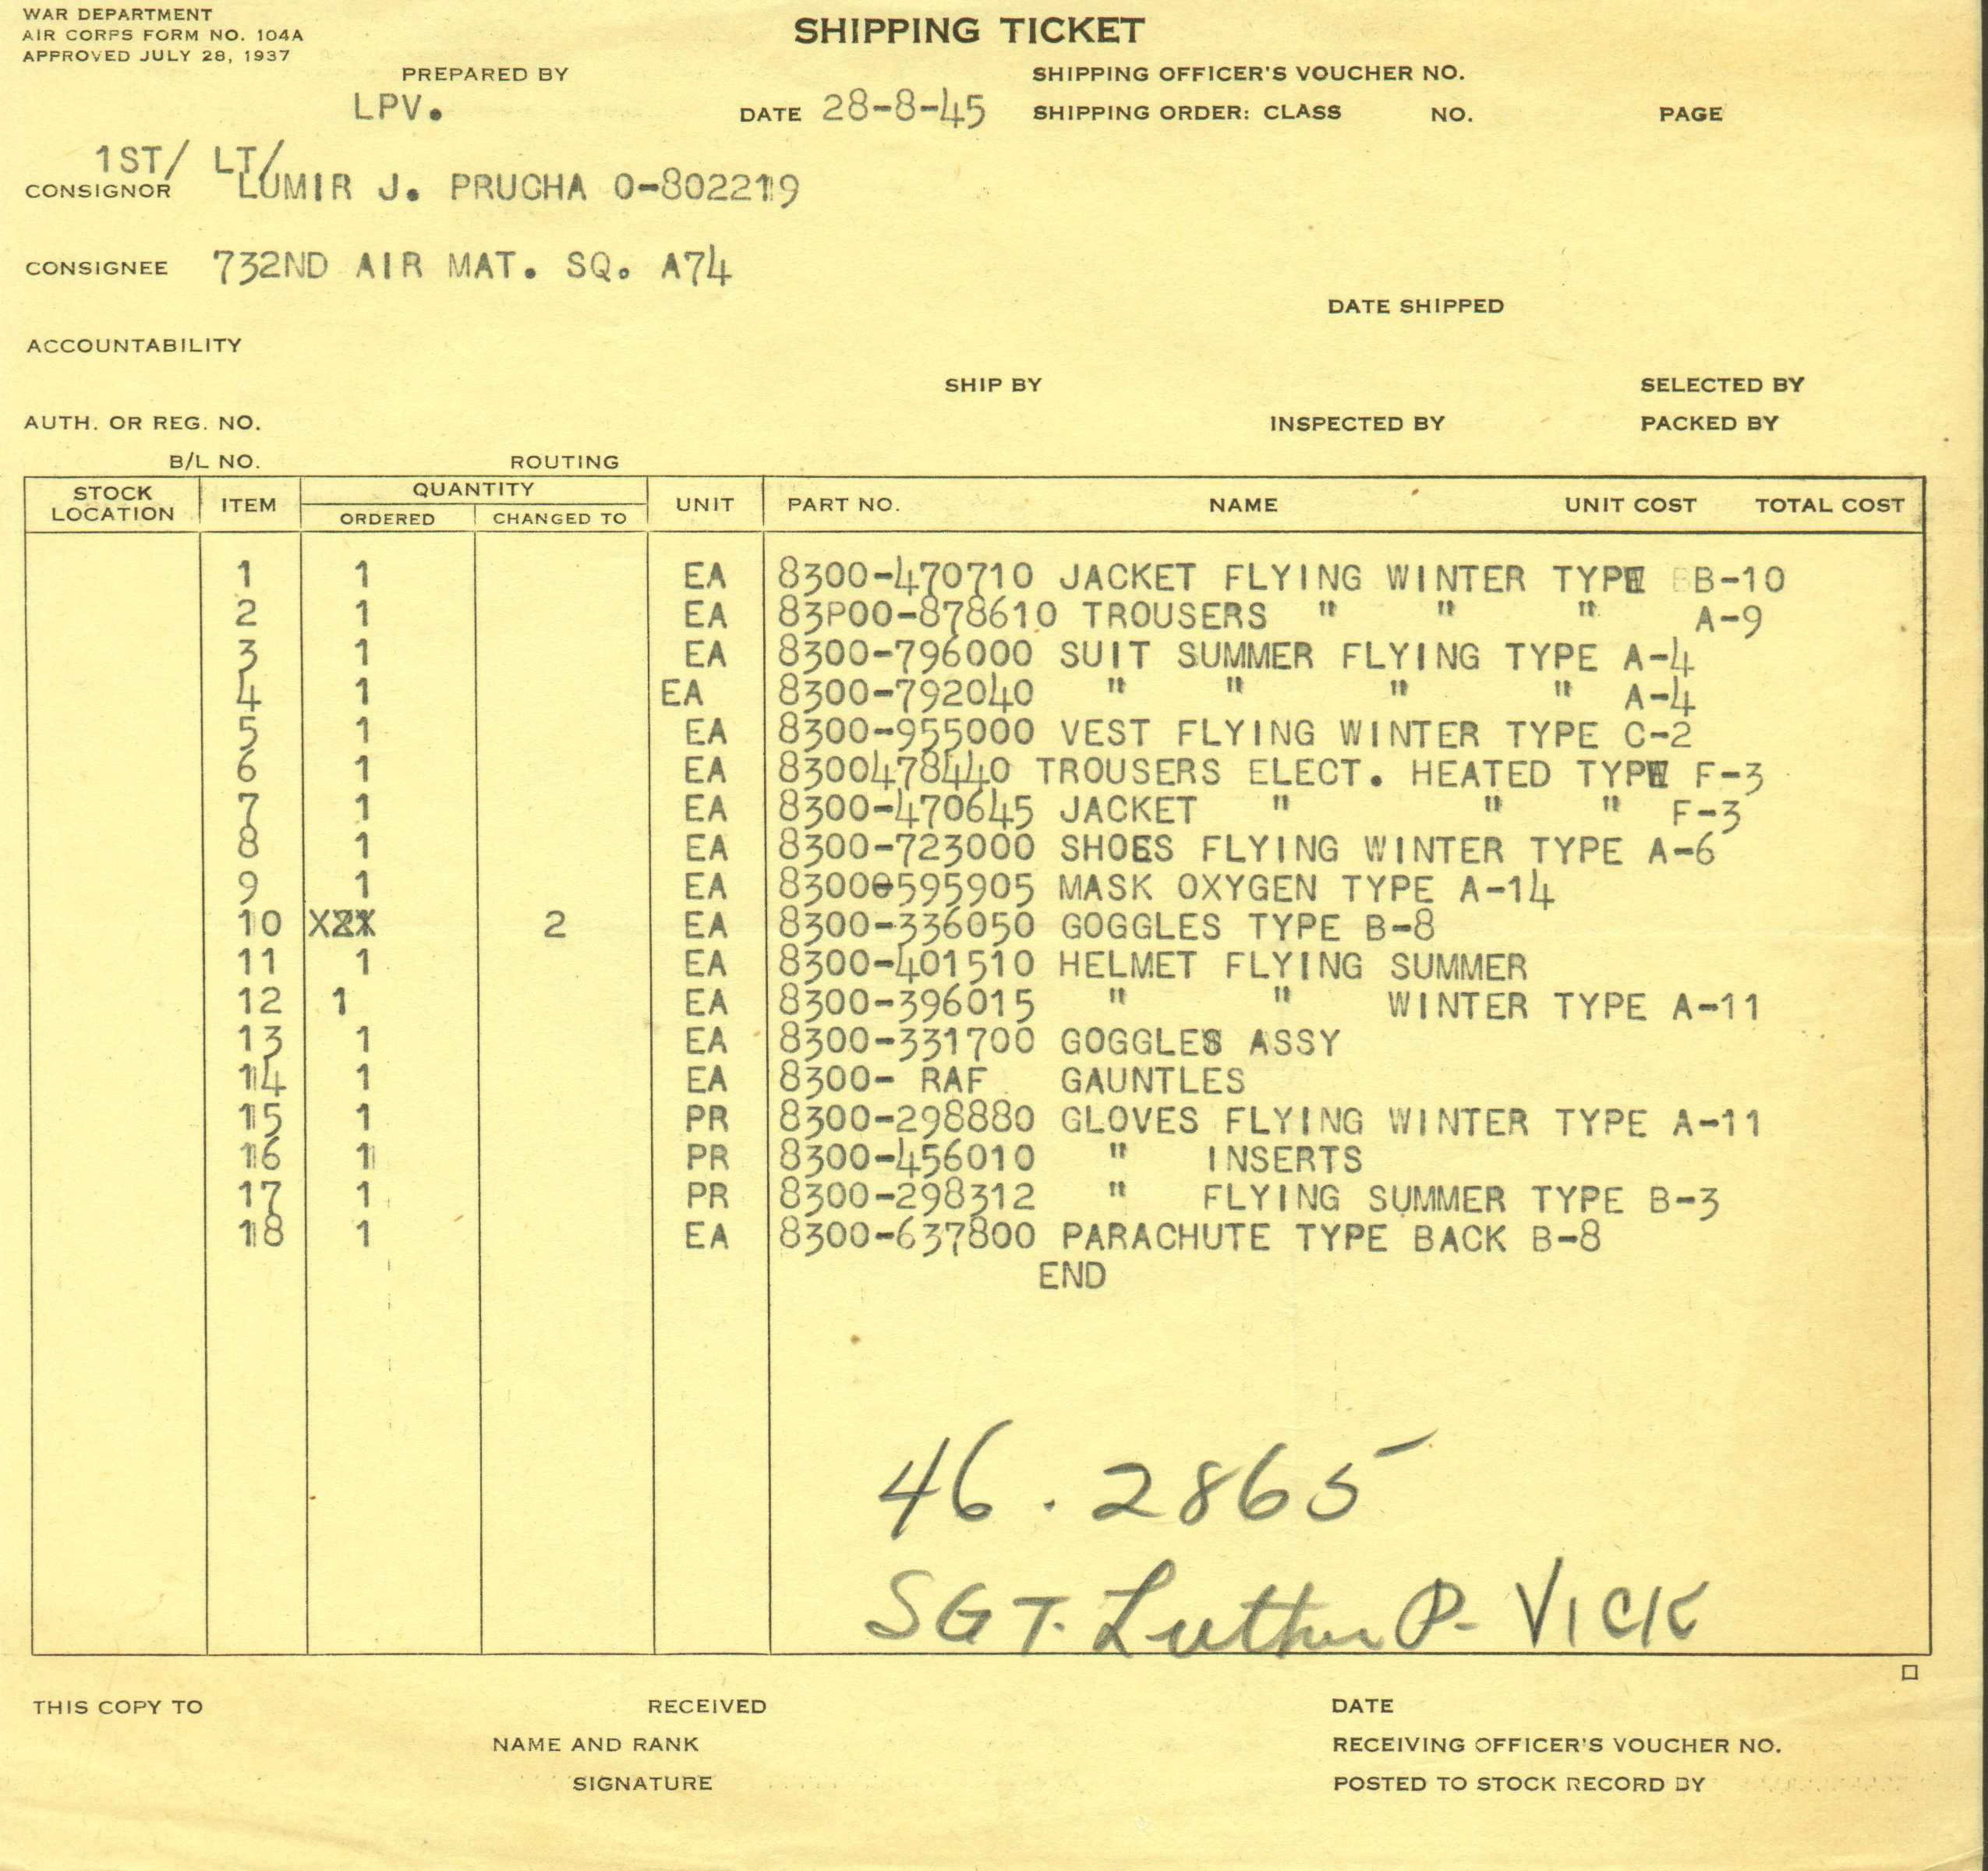 WAR DEPARTMENT
AIR CORPS FORM NO. 104A
APPROVED JULY 28, 1937
SHIPPING TICKET
PREPARED BY SHIPPING OFFICER'S VOUCHER NO.
LPV. DATE 28-8-45 SHIPPING ORDER: CLASS NO. PAGE
1ST/ LT/
CONSIGNOR LUMIR J. PRUCHA O-802219
CONSIGNEE 732ND AIR MAT. SQ. A74
DATE SHIPPED
ACCOUNTABILITY
SHIP BY SELECTED BY
AUTH. OR REG. NO. INSPECTED BY PACKED BY
B/L NO. ROUTING
STOCK LOCATION ITEM QUANTITY ORDERED CHANGED TO UNIT PART NO. NAME UNIT COST TOTAL COST
1 1 EA 8300-470710 JACKET FLYING WINTER TYPE B-10
2 1 EA 83P00-878610 TROUSERS " " " A-9
3 1 EA 8300-796000 SUIT SUMMER FLYING TYPE A-4
4 1 EA 8300-792040 " " " " A-4
5 1 EA 8300-955000 VEST FLYING WINTER TYPE C-2
6 1 EA 8300478440 TROUSERS ELECT. HEATED TYPE F-3
7 1 EA 8300-470645 JACKET " " " F-3
8 1 EA 8300-723000 SHOES FLYING WINTER TYPE A-6
9 1 EA 8300-595905 MASK OXYGEN TYPE A-14
10 XXX 2 EA 8300-336050 GOGGLES TYPE B-8
11 1 EA 8300-401510 HELMET FLYING SUMMER
12 1 EA 8300-396015 " " WINTER TYPE A-11
13 1 EA 8300-331700 GOGGLES ASSY
14 1 EA 8300- RAF GAUNTLES
15 1 PR 8300-298880 GLOVES FLYING WINTER TYPE A-11
16 1 PR 8300-456010 " INSERTS
17 1 PR 8300-298312 " FLYING SUMMER TYPE B-3
18 1 EA 8300-637800 PARACHUTE TYPE BACK B-8
END
46.2865
SGT. Luther P. VICK
THIS COPY TO RECEIVED DATE
NAME AND RANK RECEIVING OFFICER'S VOUCHER NO.
SIGNATURE POSTED TO STOCK RECORD BY